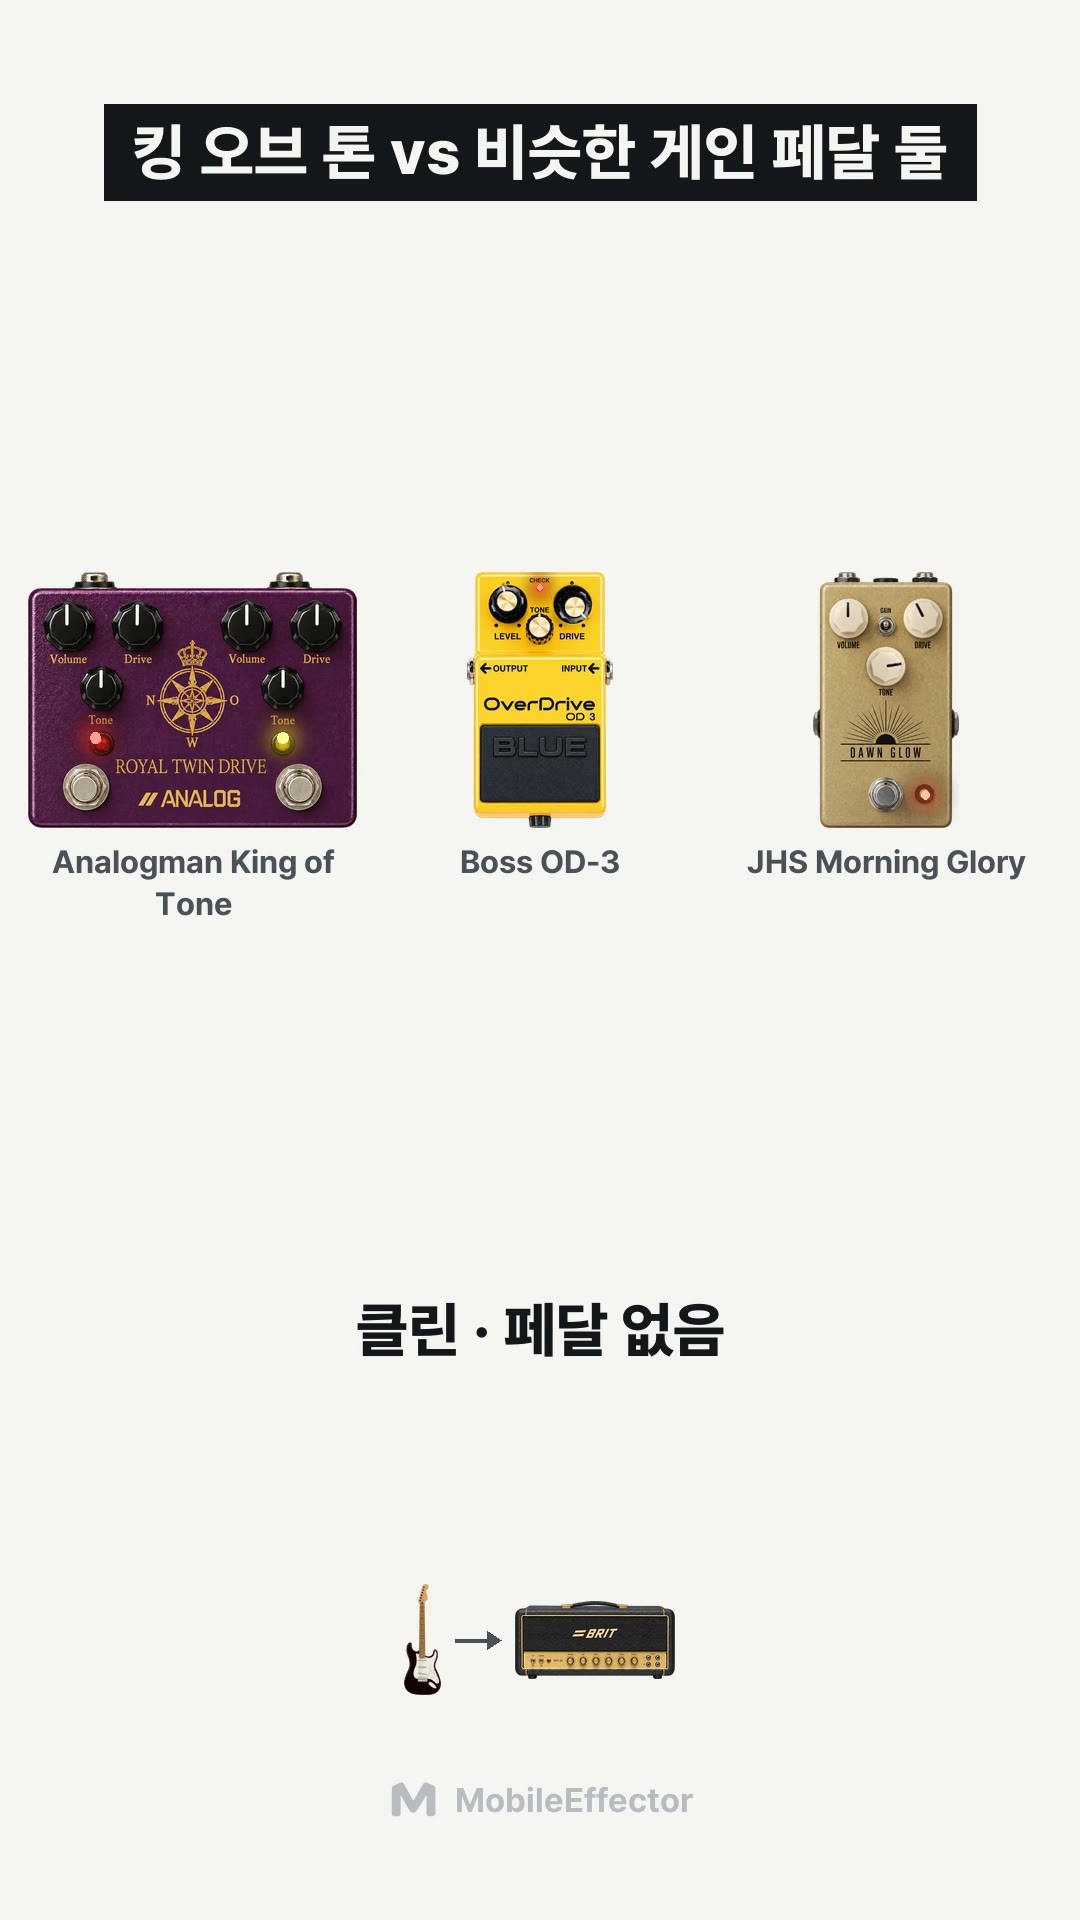 킹 오브 톤 vs 비슷한 게인 페달 둘
Volume Drive Volume Drive
Tone Tone
N O
W
ROYAL TWIN DRIVE
ANALOG
CHECK
TONE
LEVEL DRIVE
OUTPUT INPUT
OverDrive
OD 3
BLUE
GAIN
VOLUME DRIVE
TONE
DAWN GLOW
Analogman King of
Tone
Boss OD-3
JHS Morning Glory
클린 · 페달 없음
BRIT
MobileEffector